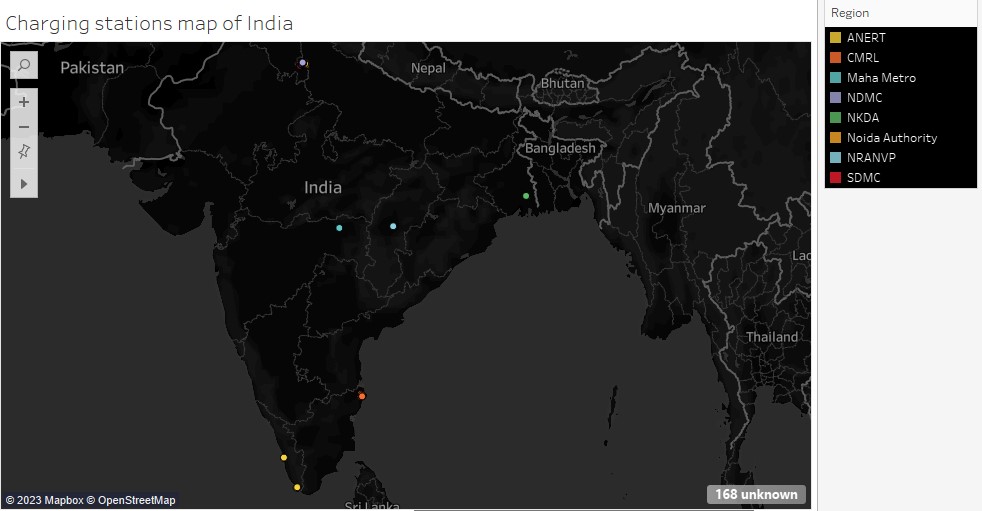 Charging stations map of India
Region
ANERT
CMRL
Maha Metro
NDMC
NKDA
Noida Authority
NRANVP
SDMC
Pakistan
Nepal
Bhutan
Bangladesh
India
Myanmar
Lao
Thailand
Sri Lanka
168 unknown
© 2023 Mapbox © OpenStreetMap